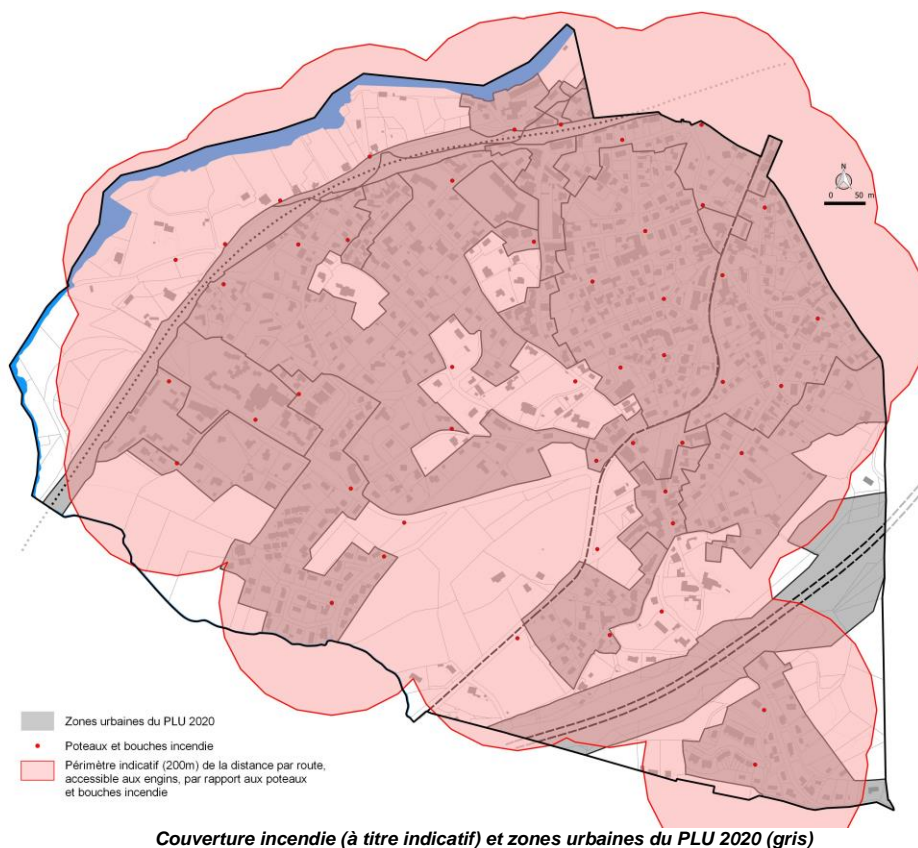 N
0 50 m
Zones urbaines du PLU 2020
Poteaux et bouches incendie
Périmètre indicatif (200m) de la distance par route,
accessible aux engins, par rapport aux poteaux
et bouches incendie
Couverture incendie (à titre indicatif) et zones urbaines du PLU 2020 (gris)